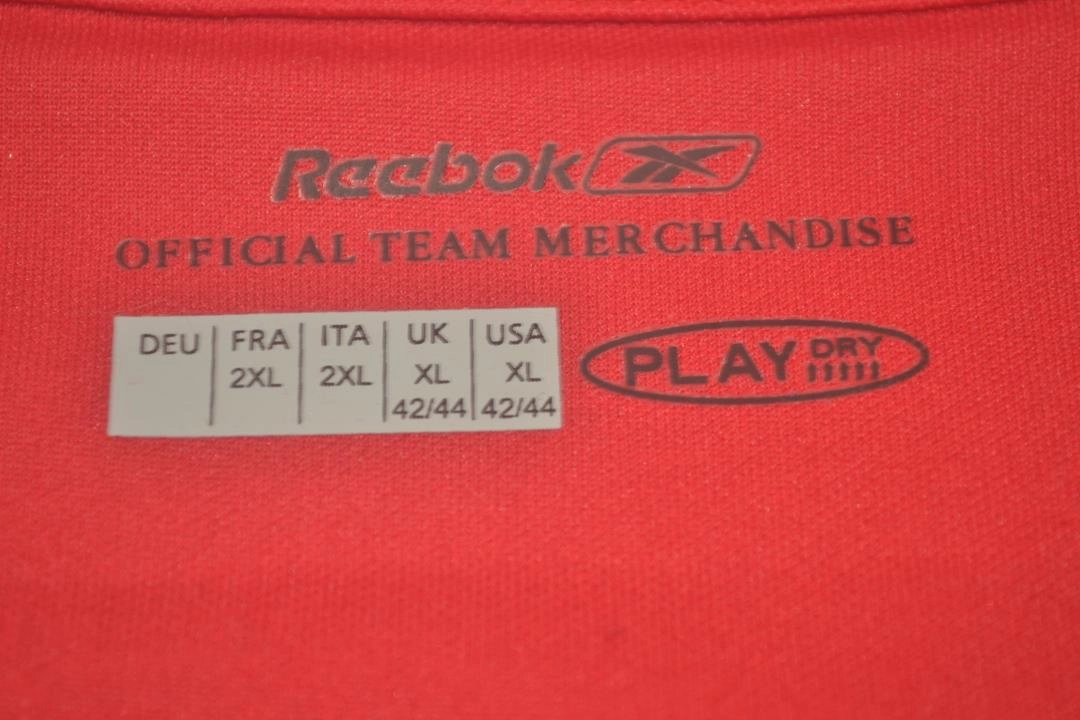 Reebok
OFFICIAL TEAM MERCHANDISE
DEU FRA ITA UK USA
2XL 2XL XL XL
42/44 42/44
PLAY DRY